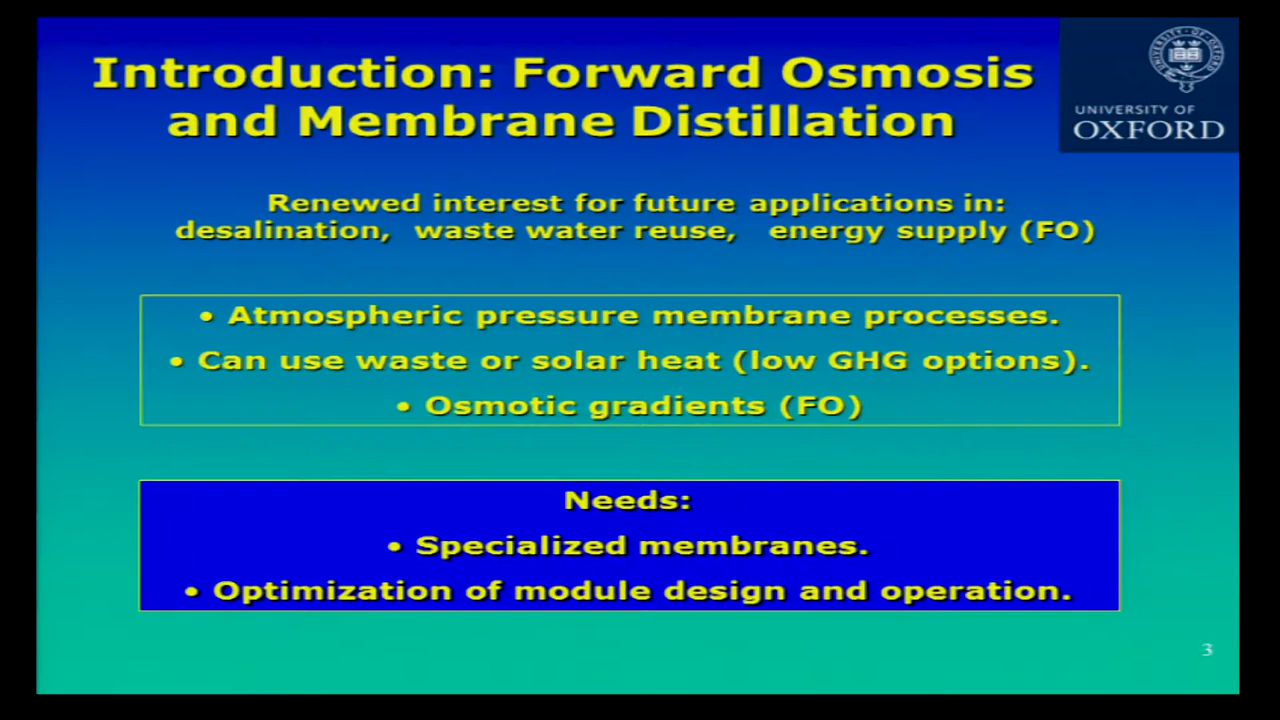 Introduction: Forward Osmosis
and Membrane Distillation
UNIVERSITY OF
OXFORD
Renewed interest for future applications in:
desalination, waste water reuse, energy supply (FO)
• Atmospheric pressure membrane processes.
• Can use waste or solar heat (low GHG options).
• Osmotic gradients (FO)
Needs:
• Specialized membranes.
• Optimization of module design and operation.
3